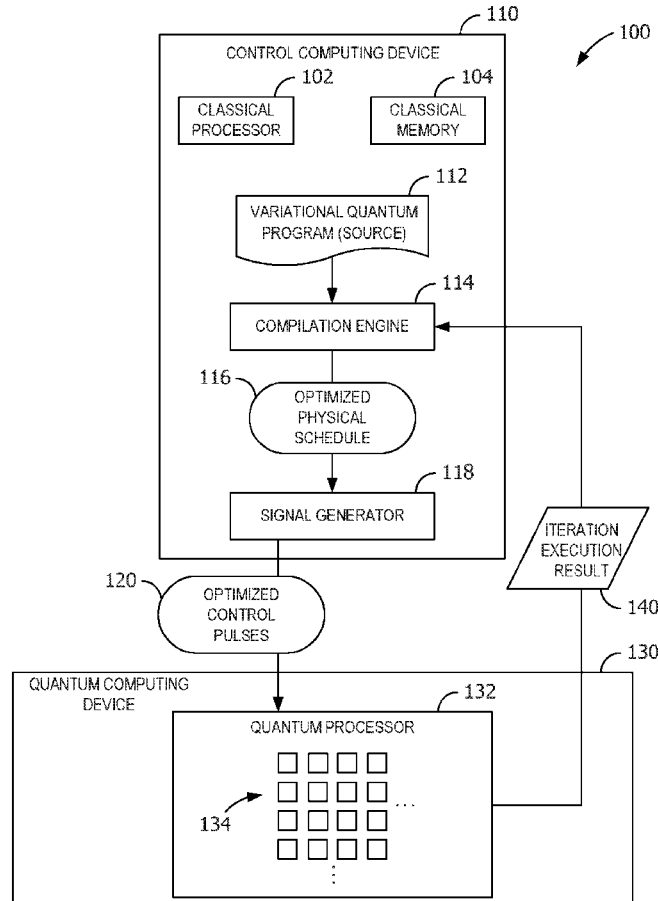 110
100
CONTROL COMPUTING DEVICE
102
104
CLASSICAL
PROCESSOR
CLASSICAL
MEMORY
112
VARIATIONAL QUANTUM
PROGRAM (SOURCE)
114
COMPILATION ENGINE
116
OPTIMIZED
PHYSICAL
SCHEDULE
118
SIGNAL GENERATOR
ITERATION
EXECUTION
RESULT
140
120
OPTIMIZED
CONTROL
PULSES
130
QUANTUM COMPUTING
DEVICE
132
QUANTUM PROCESSOR
134
...
...